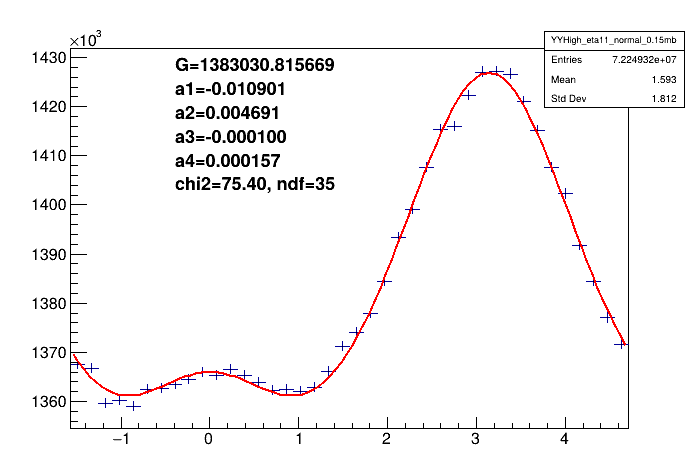 ×10³
1430
1420
1410
1400
1390
1380
1370
1360
−1 0 1 2 3 4
G=1383030.815669
a1=-0.010901
a2=0.004691
a3=-0.000100
a4=0.000157
chi2=75.40, ndf=35
YYHigh_eta11_normal_0.15mb
Entries 7.224932e+07
Mean 1.593
Std Dev 1.812